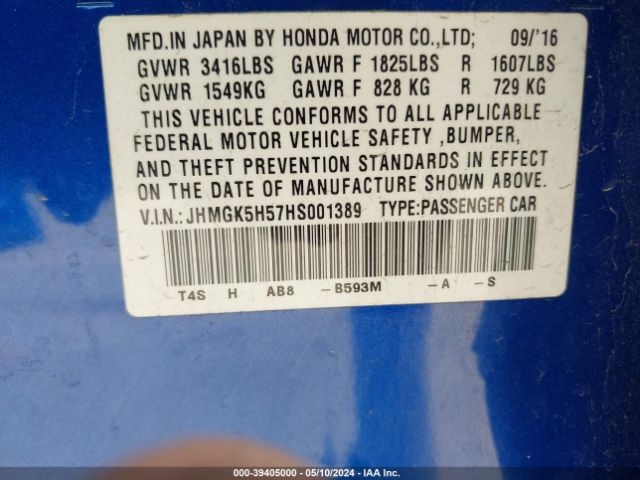 MFD.IN JAPAN BY HONDA MOTOR CO.,LTD; 09/'16
GVWR 3416LBS GAWR F 1825LBS R 1607LBS
GVWR 1549KG GAWR F 828 KG R 729 KG
THIS VEHICLE CONFORMS TO ALL APPLICABLE
FEDERAL MOTOR VEHICLE SAFETY ,BUMPER,
AND THEFT PREVENTION STANDARDS IN EFFECT
ON THE DATE OF MANUFACTURE SHOWN ABOVE.
V.I.N.:JHMGK5H57HS001389 TYPE:PASSENGER CAR
T4S H AB8 -B593M -A -S
000-39405000 - 05/10/2024 - IAA Inc.